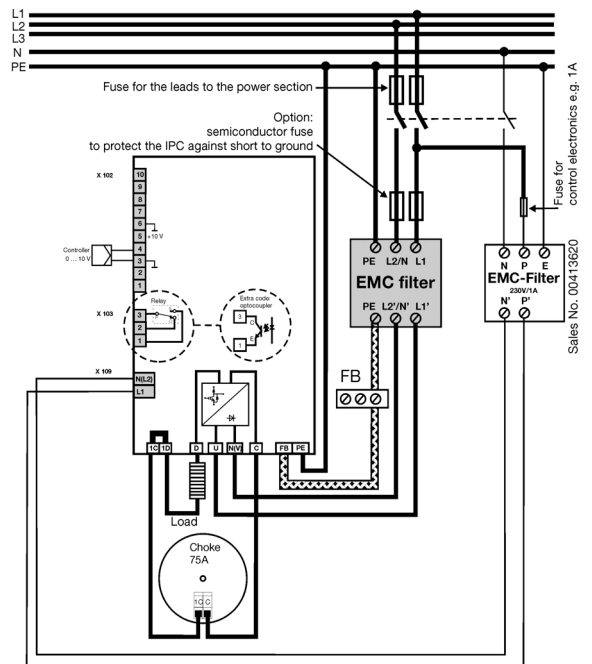 L1
L2
L3
N
PE
Fuse for the leads to the power section
Option:
semiconductor fuse
to protect the IPC against short to ground
Fuse for
control electronics e.g. 1A
X 102
10
9
8
7
6
5
+10 V
4
3
2
1
Controller
0 ... 10 V
X 103
3
2
1
Relay
Extra code:
optocoupler
3
C
E
1
X 109
N(L2)
L1
1C 1D D U N(V) C FB PE
Load
Choke
75A
1C C
PE L2/N L1
EMC filter
PE L2'/N' L1'
FB
N P E
EMC-Filter
230V/1A
N' P'
Sales No. 00413620